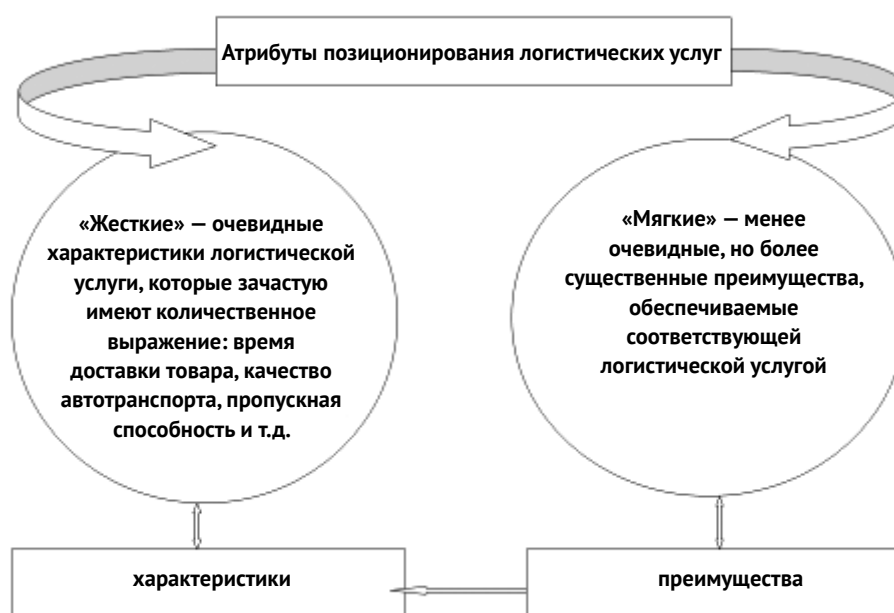 Атрибуты позиционирования логистических услуг
«Жесткие» — очевидные
характеристики логистической
услуги, которые зачастую
имеют количественное
выражение: время
доставки товара, качество
автотранспорта, пропускная
способность и т.д.
«Мягкие» — менее
очевидные, но более
существенные преимущества,
обеспечиваемые
соответствующей
логистической услугой
характеристики
преимущества